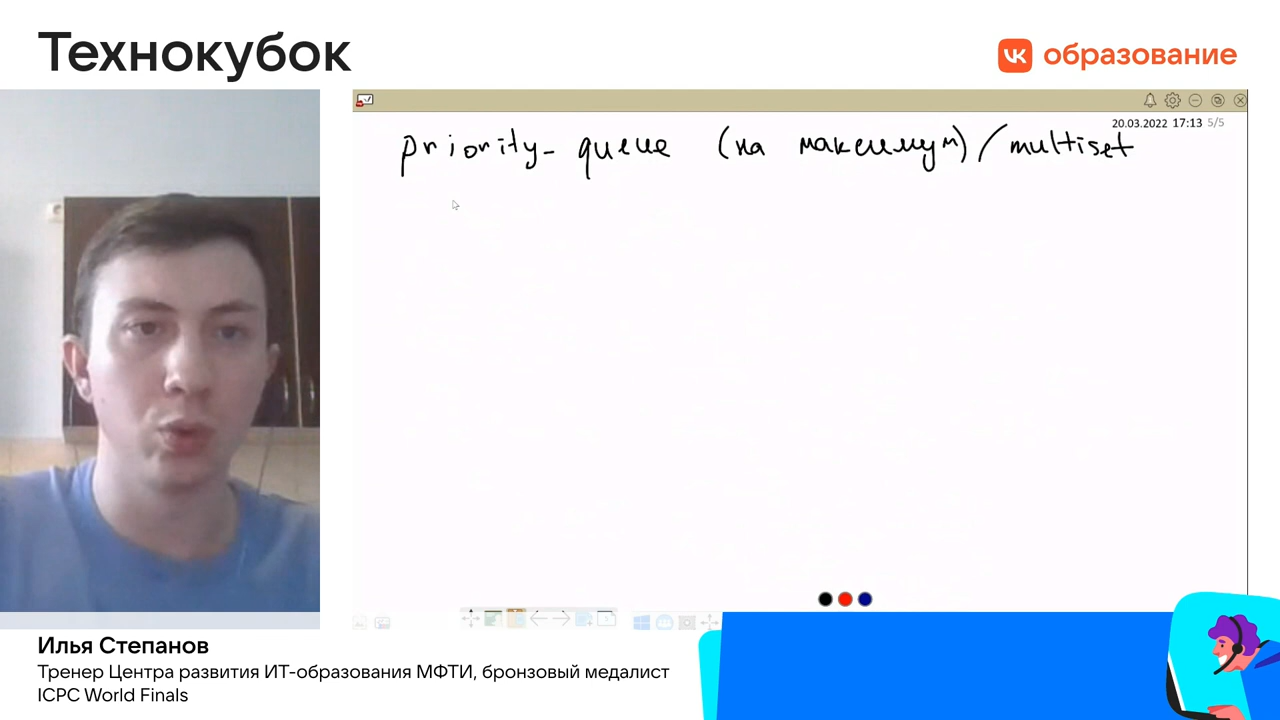 Технокубок
VK образование
20.03.2022 17:13 5/5
priority_queue (на максимум) / multiset
Илья Степанов
Тренер Центра развития ИТ-образования МФТИ, бронзовый медалист
ICPC World Finals